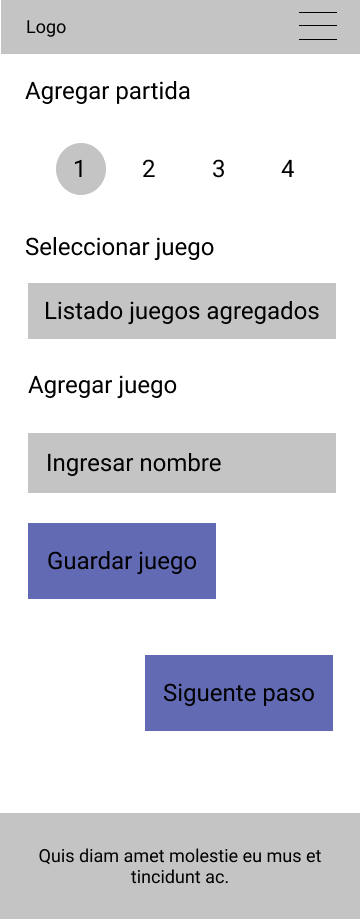 Logo
Agregar partida
1 2 3 4
Seleccionar juego
Listado juegos agregados
Agregar juego
Ingresar nombre
Guardar juego
Siguente paso
Quis diam amet molestie eu mus et
tincidunt ac.